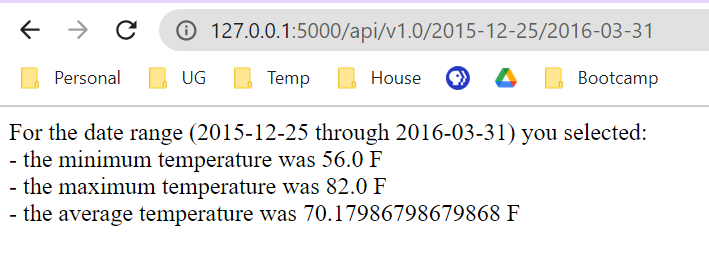 127.0.0.1:5000/api/v1.0/2015-12-25/2016-03-31
Personal UG Temp House Bootcamp
For the date range (2015-12-25 through 2016-03-31) you selected:
- the minimum temperature was 56.0 F
- the maximum temperature was 82.0 F
- the average temperature was 70.17986798679868 F